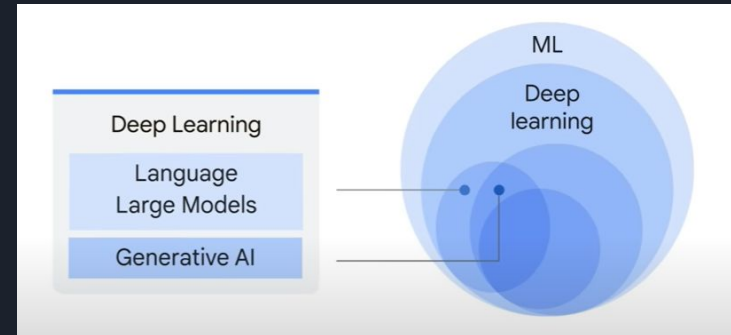 Deep Learning
Language
Large Models
Generative AI
ML
Deep
learning